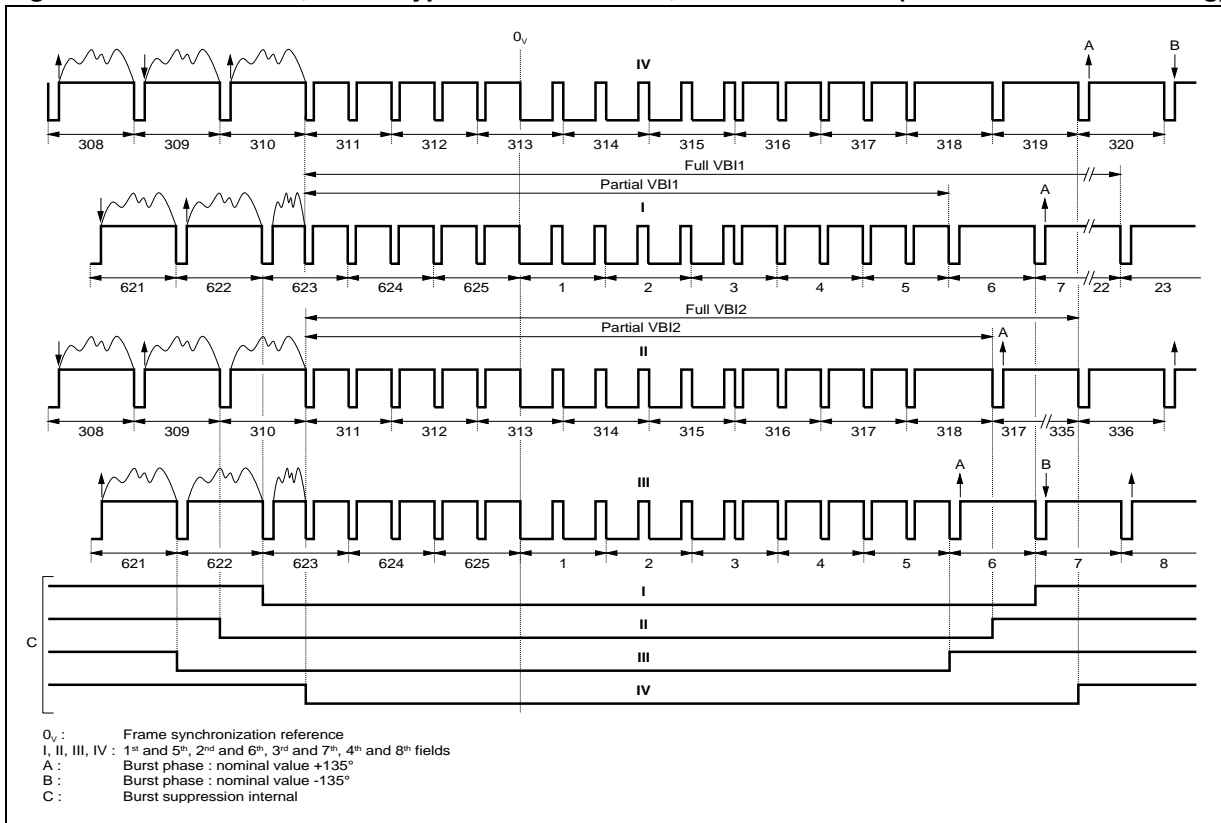 0V
IV
A
B
308 309 310 311 312 313 314 315 316 317 318 319 320
Full VBI1
Partial VBI1
I
A
621 622 623 624 625 1 2 3 4 5 6 7 22 23
Full VBI2
Partial VBI2
II
A
308 309 310 311 312 313 314 315 316 317 318 317 335 336
III
A
B
621 622 623 624 625 1 2 3 4 5 6 7 8
I
II
C
III
IV
0V : Frame synchronization reference
I, II, III, IV : 1st and 5th, 2nd and 6th, 3rd and 7th, 4th and 8th fields
A : Burst phase : nominal value +135°
B : Burst phase : nominal value -135°
C : Burst suppression internal